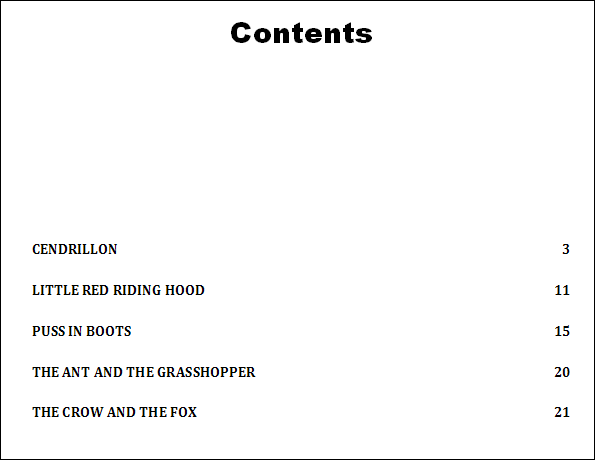 Contents
CENDRILLON 3
LITTLE RED RIDING HOOD 11
PUSS IN BOOTS 15
THE ANT AND THE GRASSHOPPER 20
THE CROW AND THE FOX 21